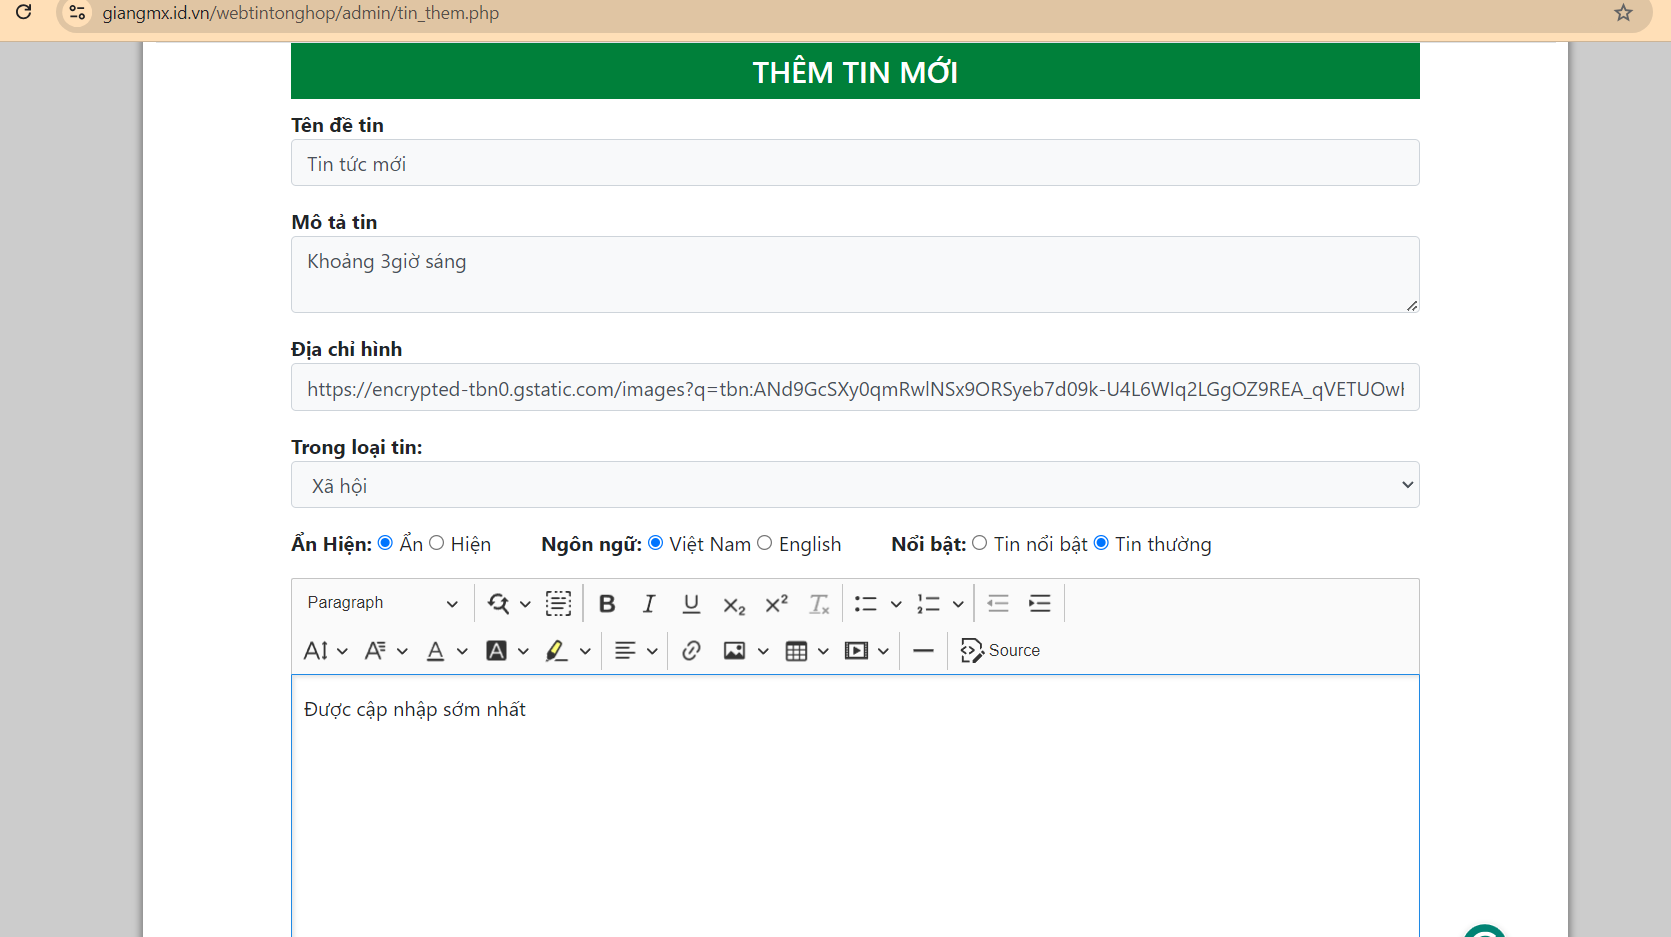 giangmx.id.vn/webtintonghop/admin/tin_them.php
THÊM TIN MỚI
Tên đề tin
Tin tức mới
Mô tả tin
Khoảng 3giờ sáng
Địa chỉ hình
https://encrypted-tbn0.gstatic.com/images?q=tbn:ANd9GcSXy0qmRwlNSx9ORSyeb7d09k-U4L6WIq2LGgOZ9REA_qVETUOwl
Trong loại tin:
Xã hội
Ẩn Hiện: Ẩn Hiện Ngôn ngữ: Việt Nam English Nổi bật: Tin nổi bật Tin thường
Paragraph
Source
Được cập nhập sớm nhất